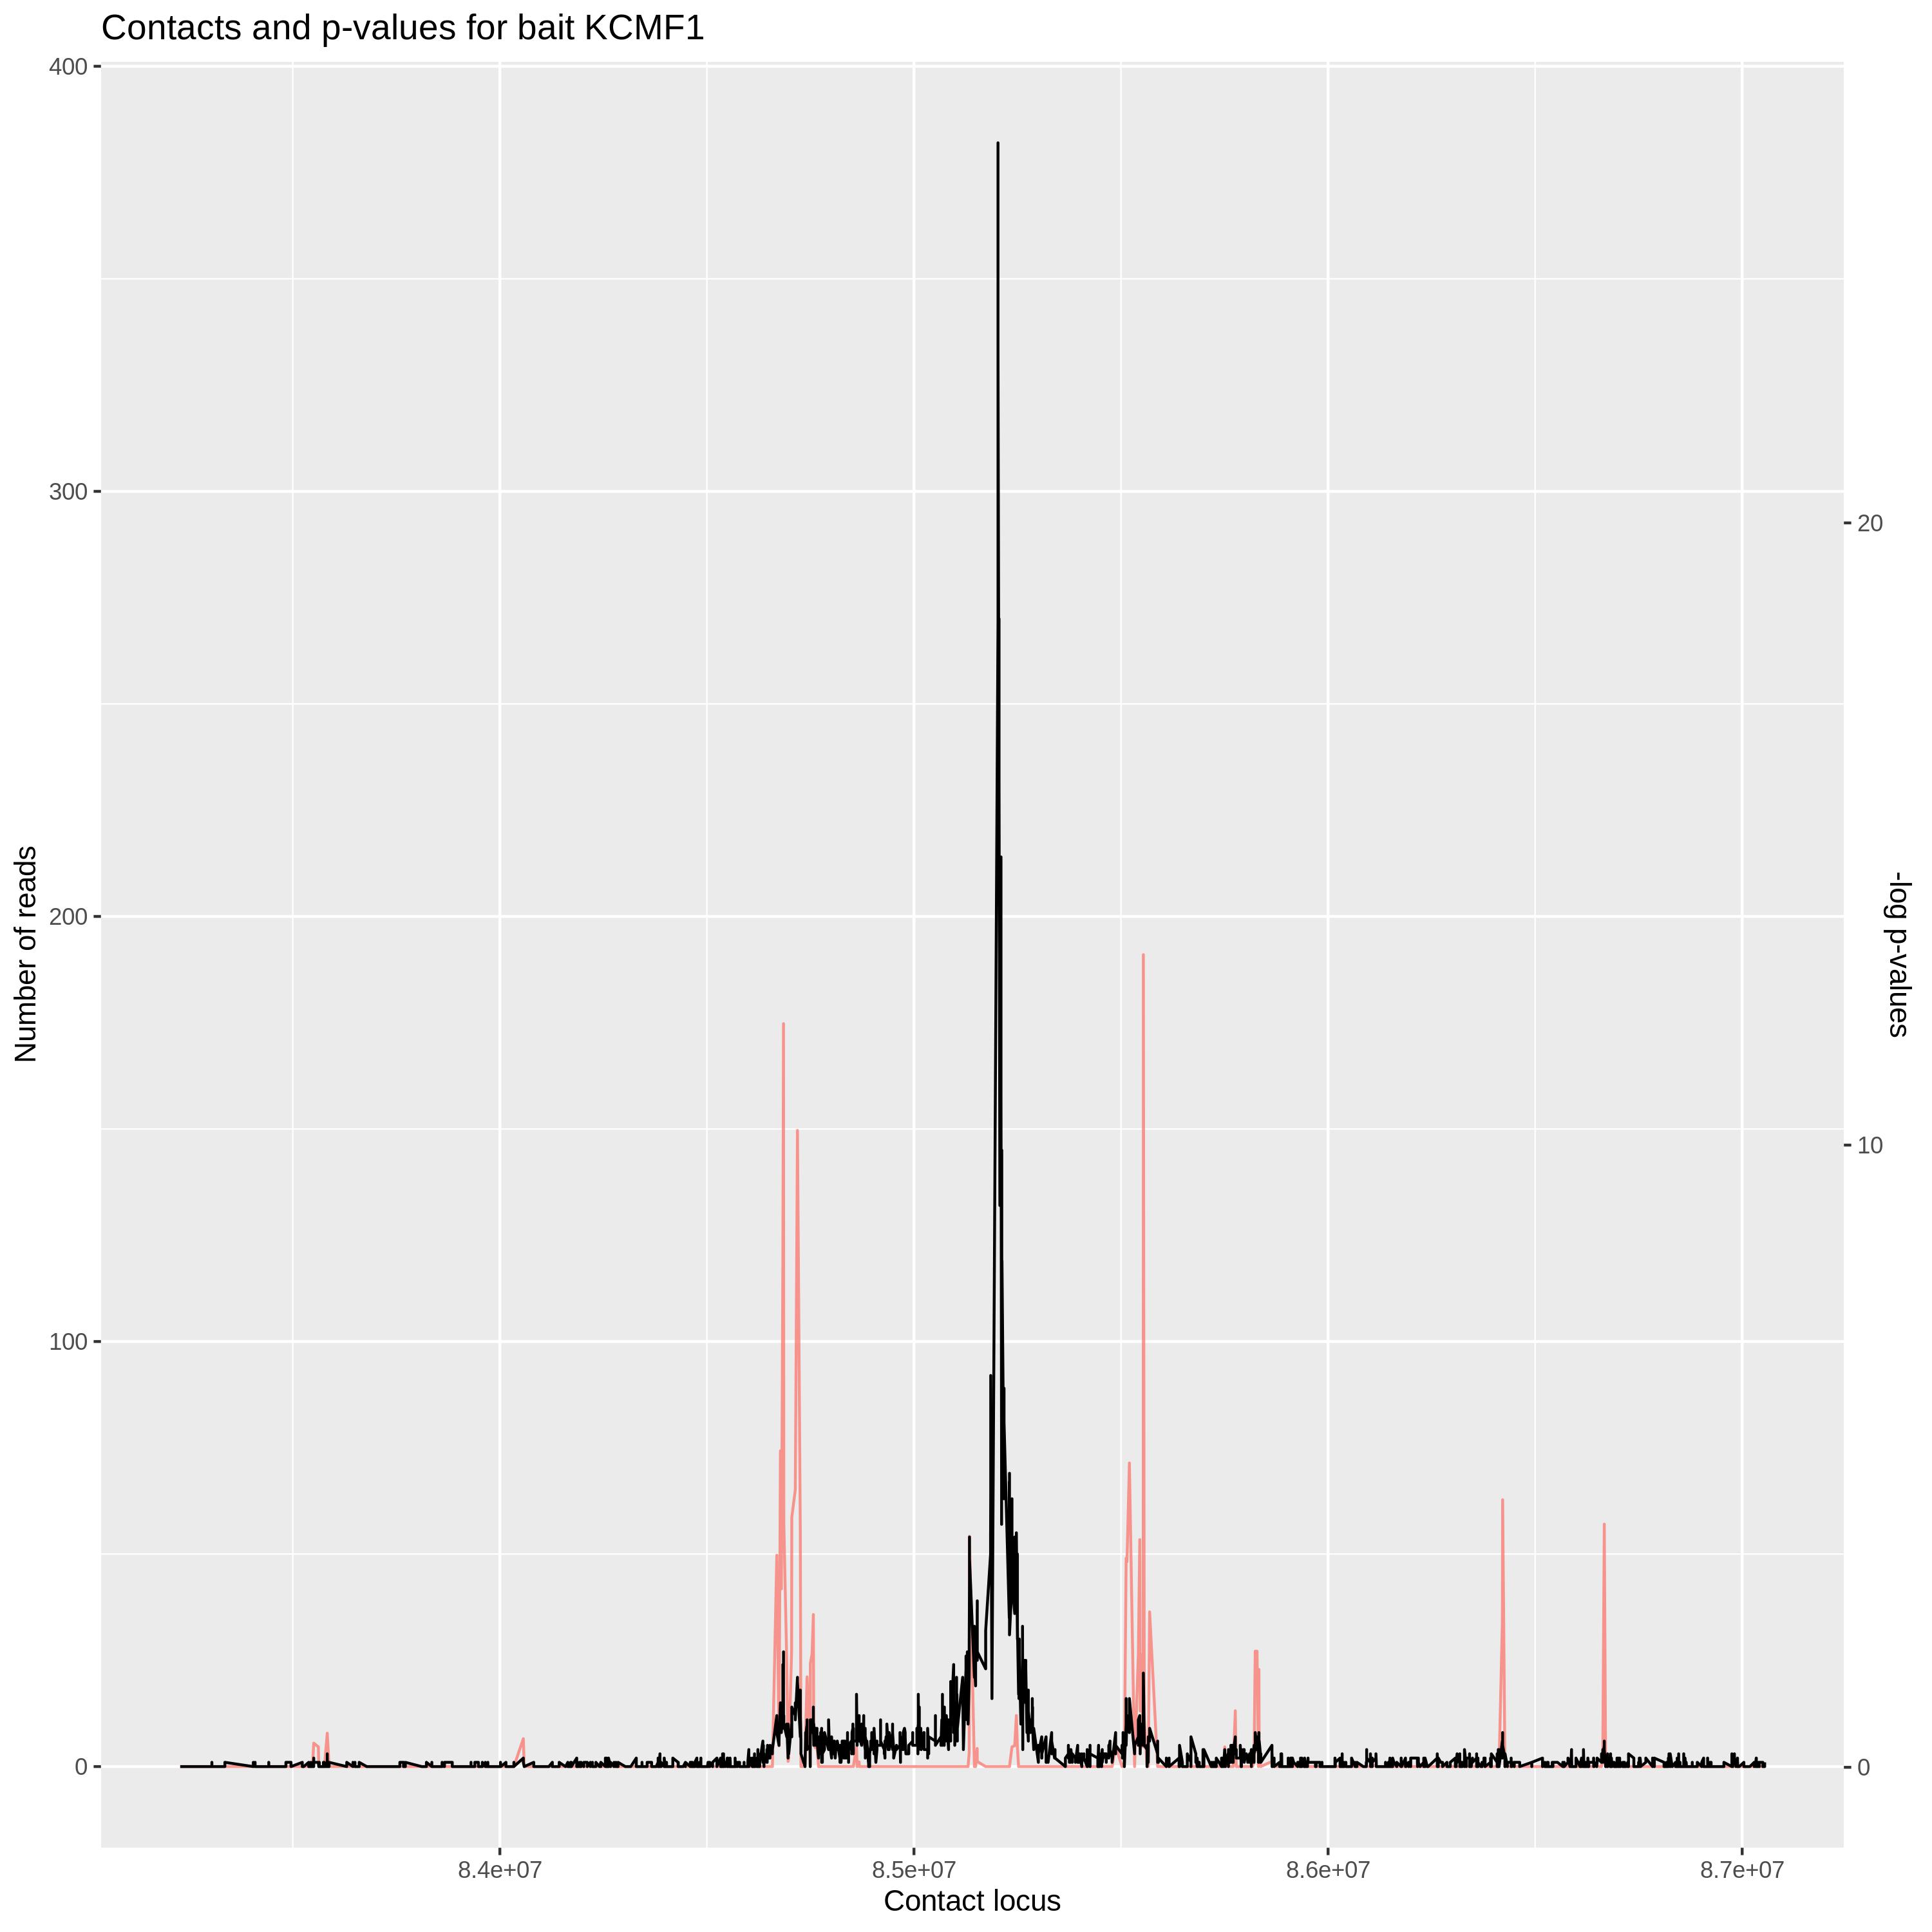 Contacts and p-values for bait KCMF1
400
300
200
100
0
Number of reads
20
10
0
-log p-values
8.4e+07
8.5e+07
8.6e+07
8.7e+07
Contact locus